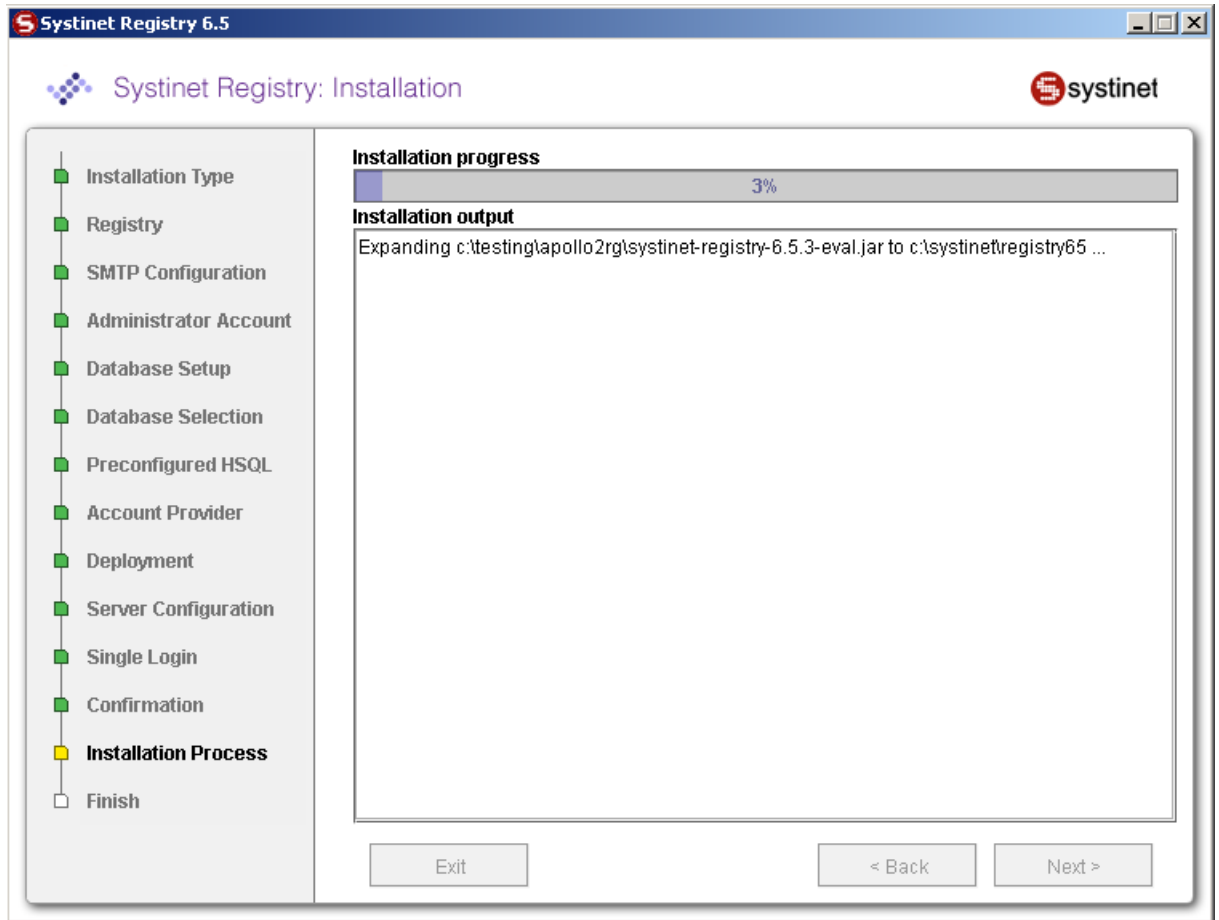 Systinet Registry 6.5
Systinet Registry: Installation
systinet
Installation Type
Registry
SMTP Configuration
Administrator Account
Database Setup
Database Selection
Preconfigured HSQL
Account Provider
Deployment
Server Configuration
Single Login
Confirmation
Installation Process
Finish
Installation progress
3%
Installation output
Expanding c:\testing\apollo2rg\systinet-registry-6.5.3-eval.jar to c:\systinet\registry65 ...
Exit
< Back
Next >